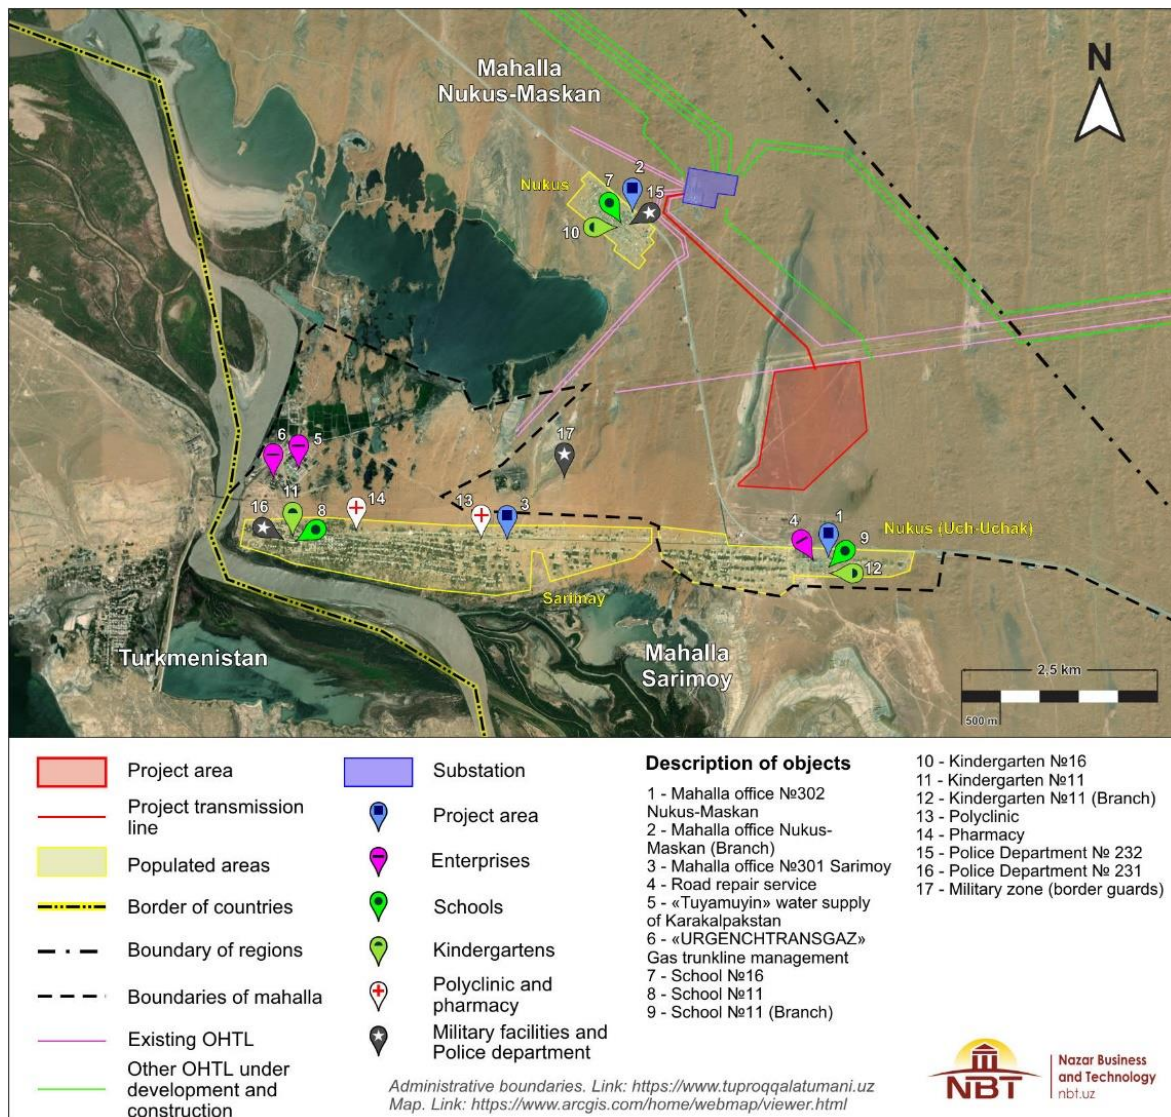 Mahalla
Nukus-Maskan
N
Nukus
2
7
15
10
6
5
17
16
11
8
14
13
3
4
1
9
12
Nukus (Uch-Uchak)
Sarimay
Turkmenistan
Mahalla
Sarimoy
2,5 km
500 m
Project area
Project transmission
line
Populated areas
Border of countries
Boundary of regions
Boundaries of mahalla
Existing OHTL
Other OHTL under
development and
construction
Substation
Project area
Enterprises
Schools
Kindergartens
Polyclinic and
pharmacy
Military facilities and
Police department
Description of objects
1 - Mahalla office №302
Nukus-Maskan
2 - Mahalla office Nukus-
Maskan (Branch)
3 - Mahalla office №301 Sarimoy
4 - Road repair service
5 - «Tuyamuyin» water supply
of Karakalpakstan
6 - «URGENCHTRANSGAZ»
Gas trunkline management
7 - School №16
8 - School №11
9 - School №11 (Branch)
10 - Kindergarten №16
11 - Kindergarten №11
12 - Kindergarten №11 (Branch)
13 - Polyclinic
14 - Pharmacy
15 - Police Department № 232
16 - Police Department № 231
17 - Military zone (border guards)
Administrative boundaries. Link: https://www.tuproqqalatumani.uz
Map. Link: https://www.arcgis.com/home/webmap/viewer.html
NBT
Nazar Business
and Technology
nbt.uz